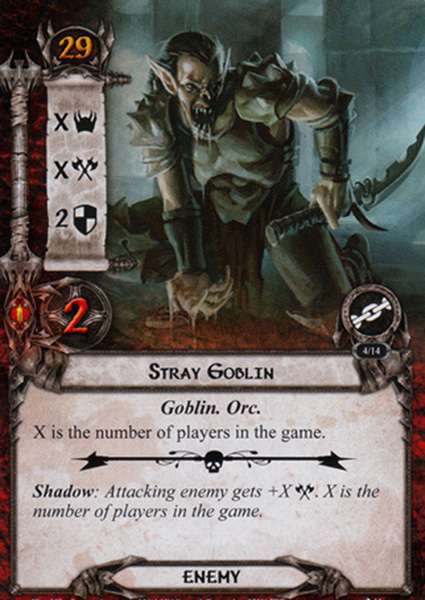 29
X
X
2
2
4/14
Stray Goblin
Goblin. Orc.
X is the number of players in the game.
Shadow: Attacking enemy gets +X. X is the
number of players in the game.
ENEMY